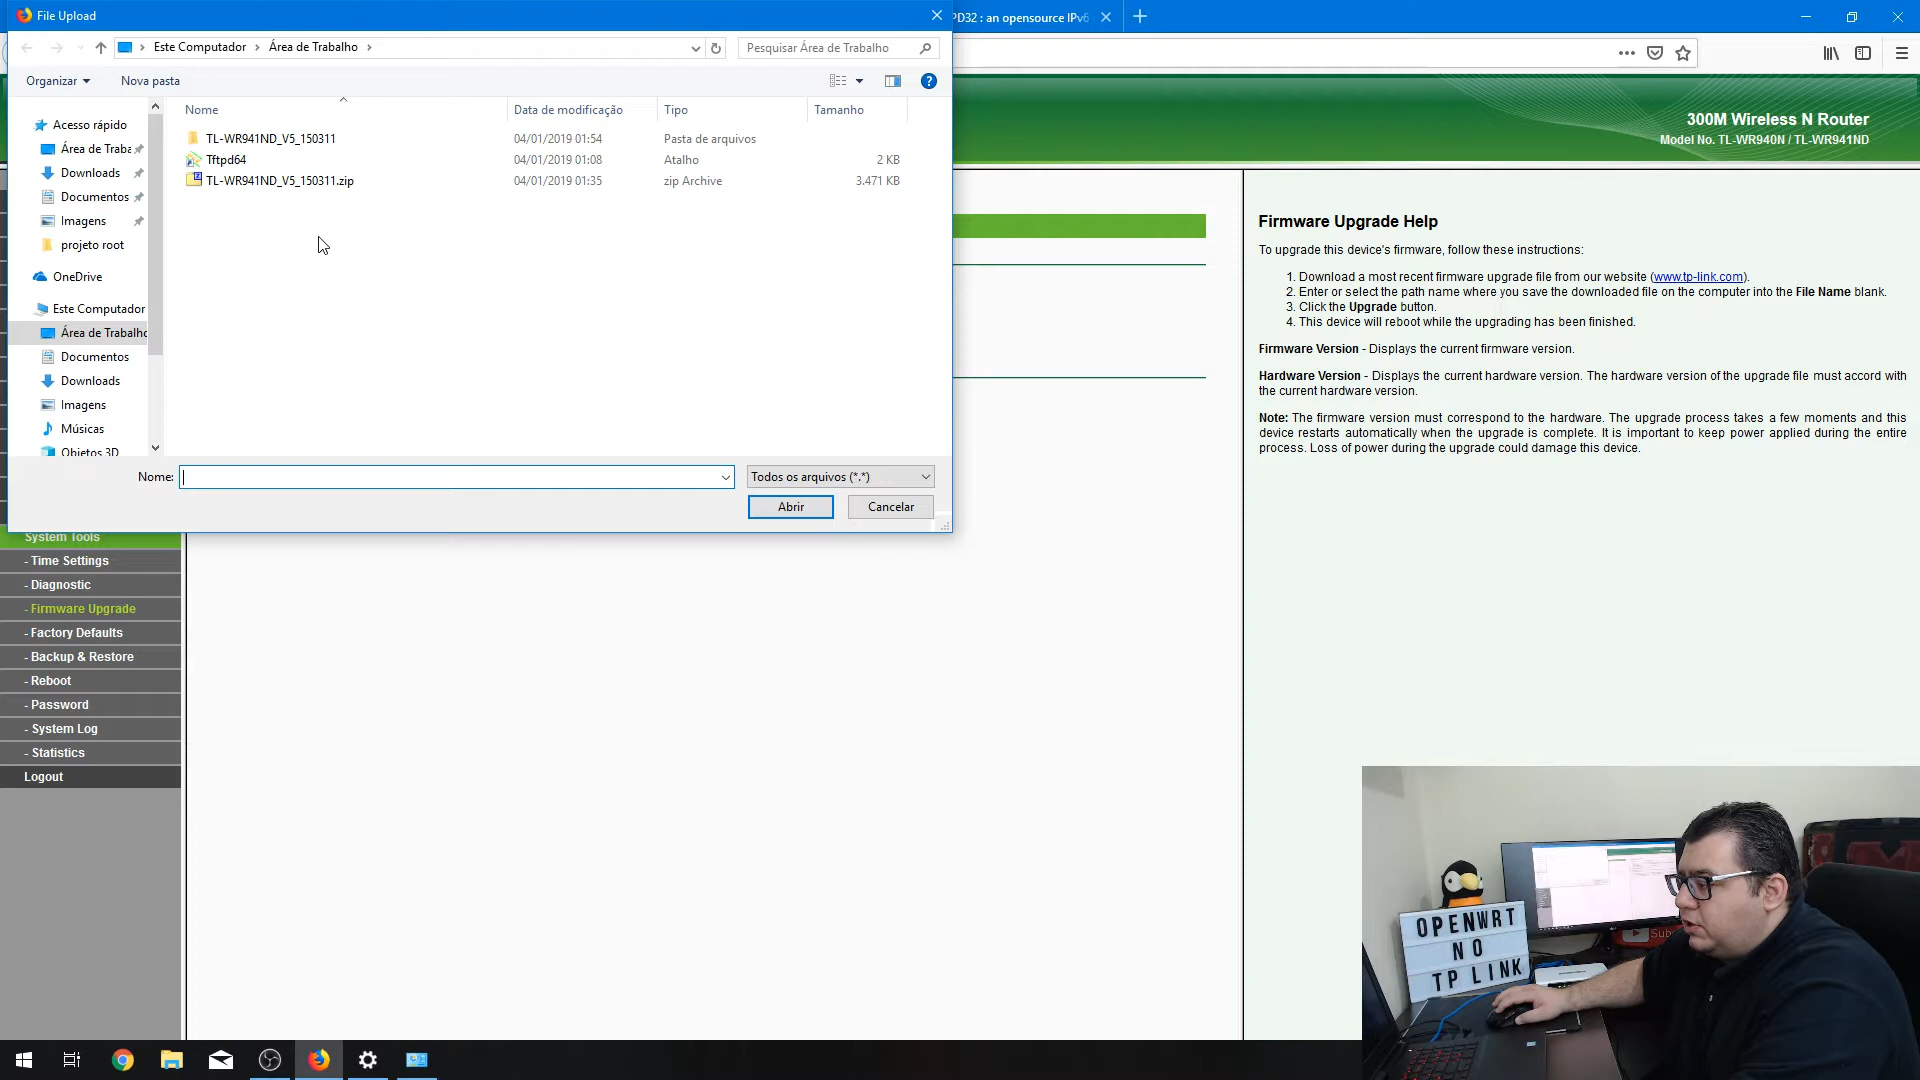 File Upload
PD32 : an opensource IPv6
Este Computador
Área de Trabalho
Pesquisar Área de Trabalho
Organizar
Nova pasta
Nome
Data de modificação
Tipo
Tamanho
TL-WR941ND_V5_150311
04/01/2019 01:54
Pasta de arquivos
Tftpd64
04/01/2019 01:08
Atalho
2 KB
TL-WR941ND_V5_150311.zip
04/01/2019 01:35
zip Archive
3.471 KB
Acesso rápido
Área de Traba
Downloads
Documentos
Imagens
projeto root
OneDrive
Este Computador
Área de Trabalho
Documentos
Downloads
Imagens
Músicas
Objetos 3D
Nome:
Todos os arquivos (*.*)
Abrir
Cancelar
300M Wireless N Router
Model No. TL-WR940N / TL-WR941ND
System Tools
- Time Settings
- Diagnostic
- Firmware Upgrade
- Factory Defaults
- Backup & Restore
- Reboot
- Password
- System Log
- Statistics
Logout
Firmware Upgrade Help
To upgrade this device's firmware, follow these instructions:
1. Download a most recent firmware upgrade file from our website (www.tp-link.com).
2. Enter or select the path name where you save the downloaded file on the computer into the File Name blank.
3. Click the Upgrade button.
4. This device will reboot while the upgrading has been finished.
Firmware Version - Displays the current firmware version.
Hardware Version - Displays the current hardware version. The hardware version of the upgrade file must accord with
the current hardware version.
Note: The firmware version must correspond to the hardware. The upgrade process takes a few moments and this
device restarts automatically when the upgrade is complete. It is important to keep power applied during the entire
process. Loss of power during the upgrade could damage this device.
OPENWRT
NO
TP LINK